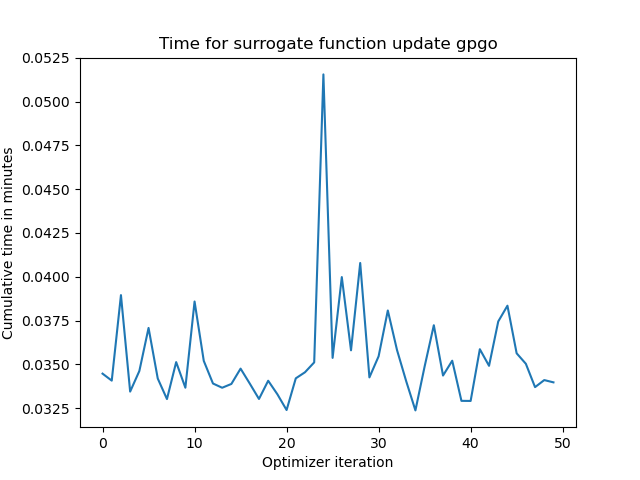 Time for surrogate function update gpgo
0.0525
0.0500
0.0475
0.0450
0.0425
0.0400
0.0375
0.0350
0.0325
Cumulative time in minutes
0 10 20 30 40 50
Optimizer iteration